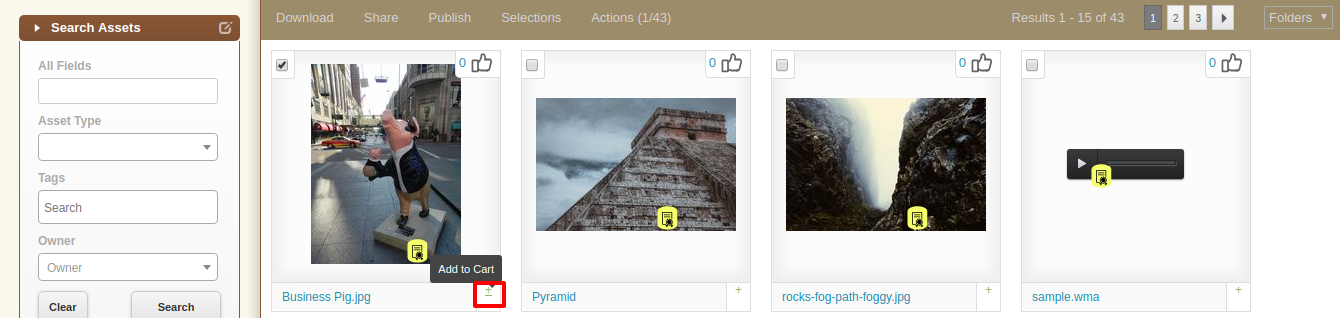 Search Assets
All Fields
Asset Type
Tags
Search
Owner
Owner
Clear
Search
Download
Share
Publish
Selections
Actions (1/43)
Results 1 - 15 of 43
1
2
3
Folders
0
0
0
0
Add to Cart
Business Pig.jpg
+
Pyramid
+
rocks-fog-path-foggy.jpg
+
sample.wma
+